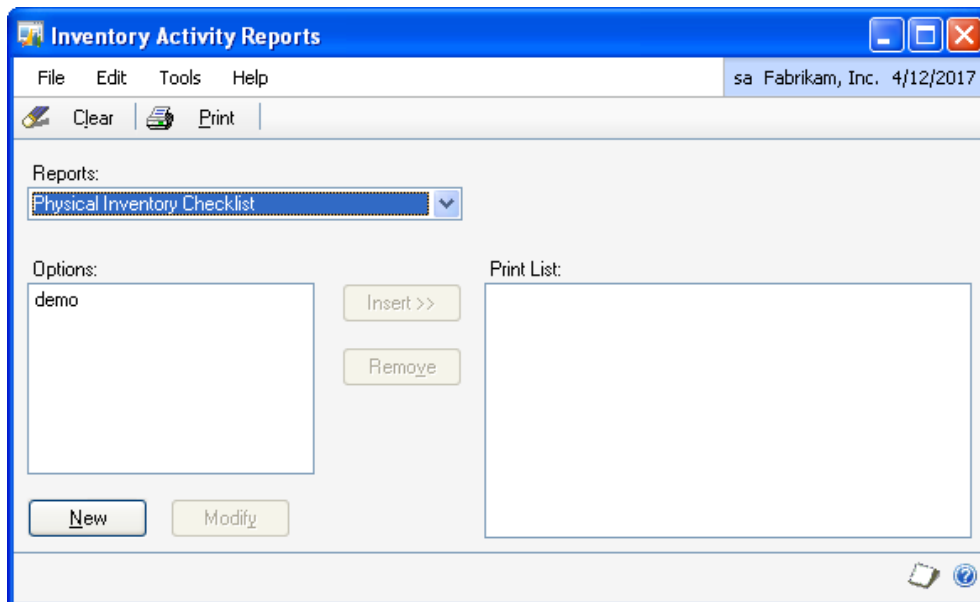 Inventory Activity Reports
File Edit Tools Help sa Fabrikam, Inc. 4/12/2017
Clear Print
Reports:
Physical Inventory Checklist
Options: Print List:
demo
Insert >>
Remove
New Modify